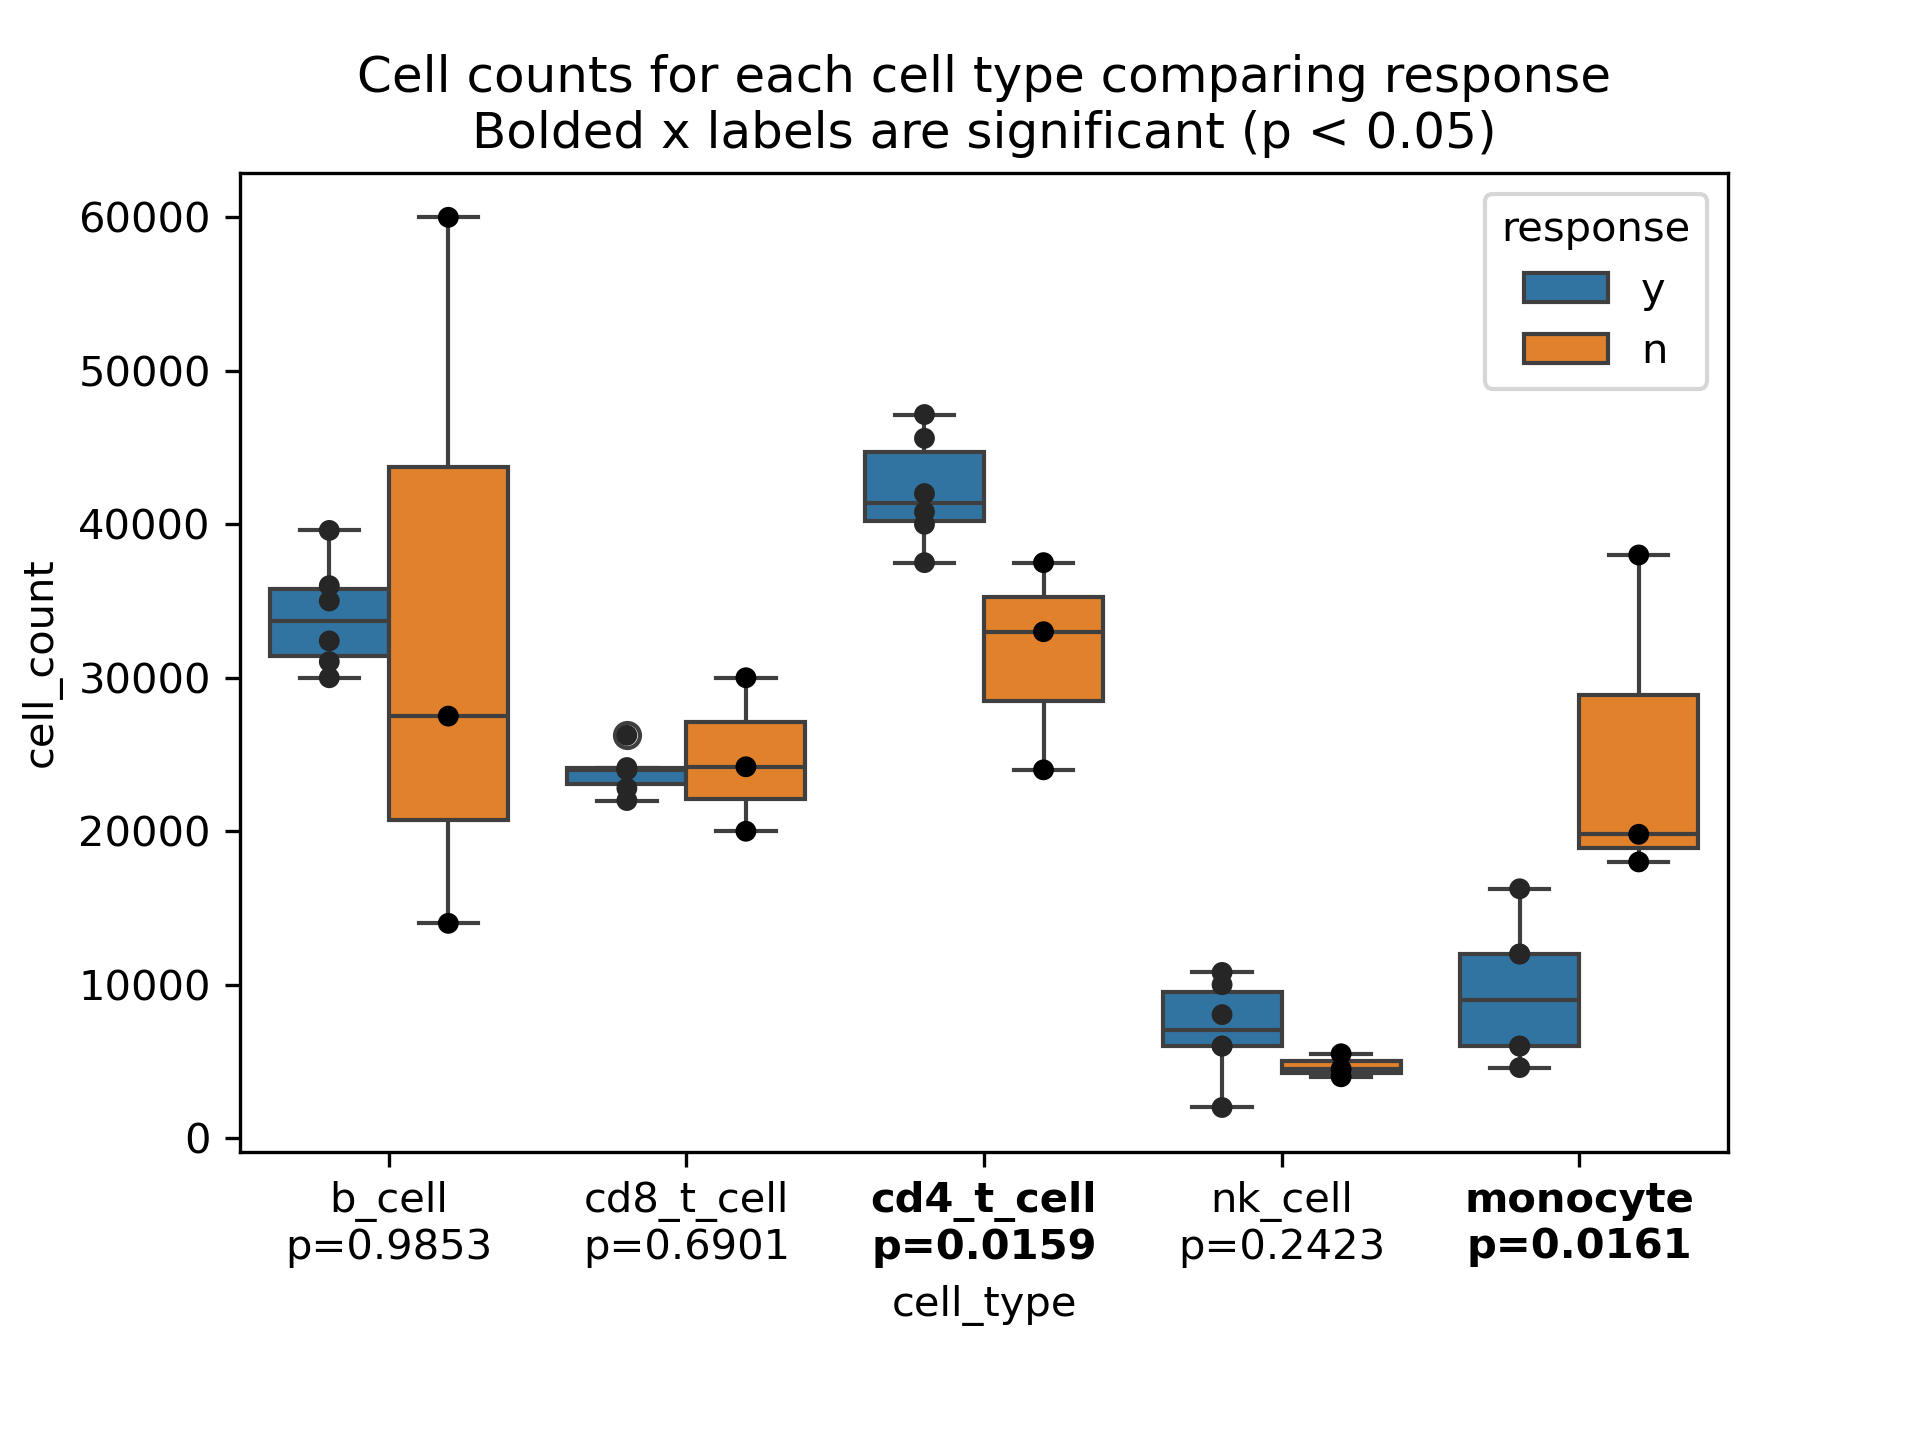 Cell counts for each cell type comparing response
Bolded x labels are significant (p < 0.05)
response
y
n
60000
50000
40000
30000
20000
10000
0
cell_count
b_cell cd8_t_cell cd4_t_cell nk_cell monocyte
p=0.9853 p=0.6901 p=0.0159 p=0.2423 p=0.0161
cell_type